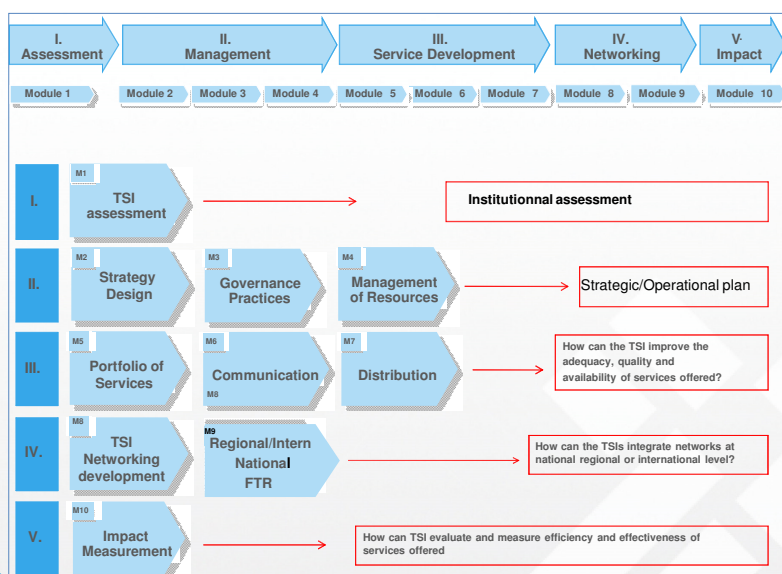 I.
Assessment
II.
Management
III.
Service Development
IV.
Networking
V.
Impact
Module 1
Module 2
Module 3
Module 4
Module 5
Module 6
Module 7
Module 8
Module 9
Module 10
I.
M1
TSI
assessment
Institutionnal assessment
II.
M2
Strategy
Design
M3
Governance
Practices
M4
Management
of Resources
Strategic/Operational plan
III.
M5
Portfolio of
Services
M6
Communication
M8
M7
Distribution
How can the TSI improve the
adequacy, quality and
availability of services offered?
IV.
M8
TSI
Networking
development
M9
Regional/Intern
National
FTR
How can the TSIs integrate networks at
national regional or international level?
V.
M10
Impact
Measurement
How can TSI evaluate and measure efficiency and effectiveness of
services offered